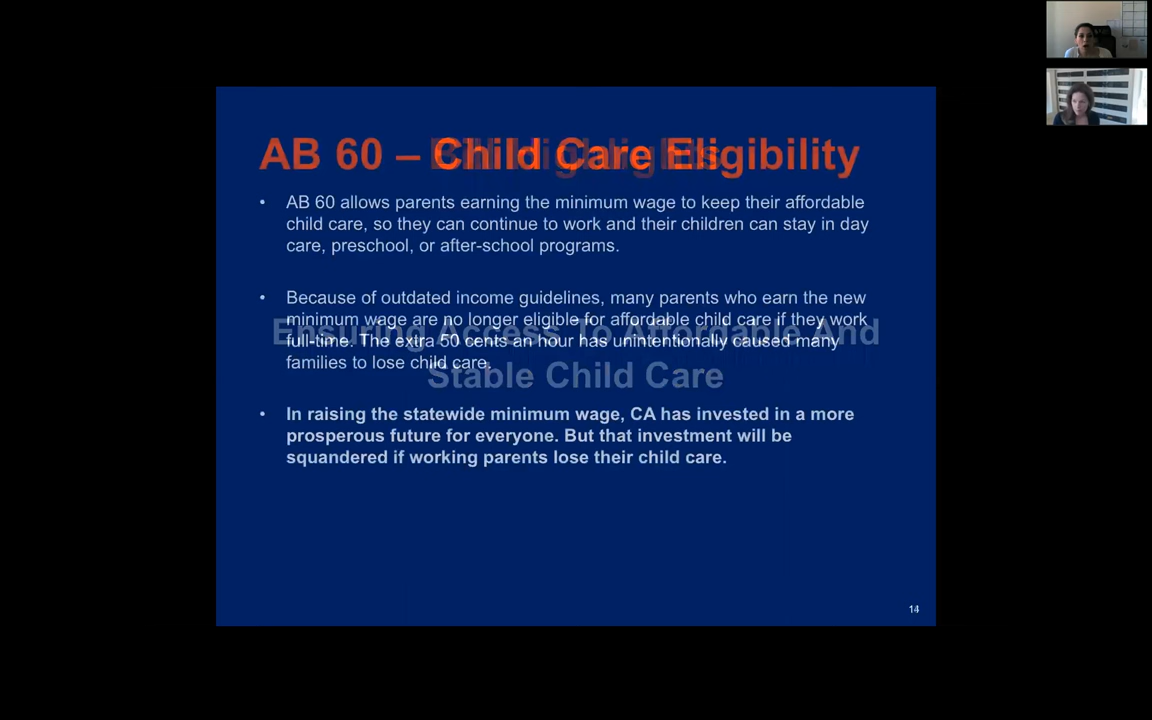 AB 60 – Child Care Eligibility
• AB 60 allows parents earning the minimum wage to keep their affordable
child care, so they can continue to work and their children can stay in day
care, preschool, or after-school programs.
• Because of outdated income guidelines, many parents who earn the new
minimum wage are no longer eligible for affordable child care if they work
full-time. The extra 50 cents an hour has unintentionally caused many
families to lose child care.
Ensuring Access To Affordable And
Stable Child Care
• In raising the statewide minimum wage, CA has invested in a more
prosperous future for everyone. But that investment will be
squandered if working parents lose their child care.